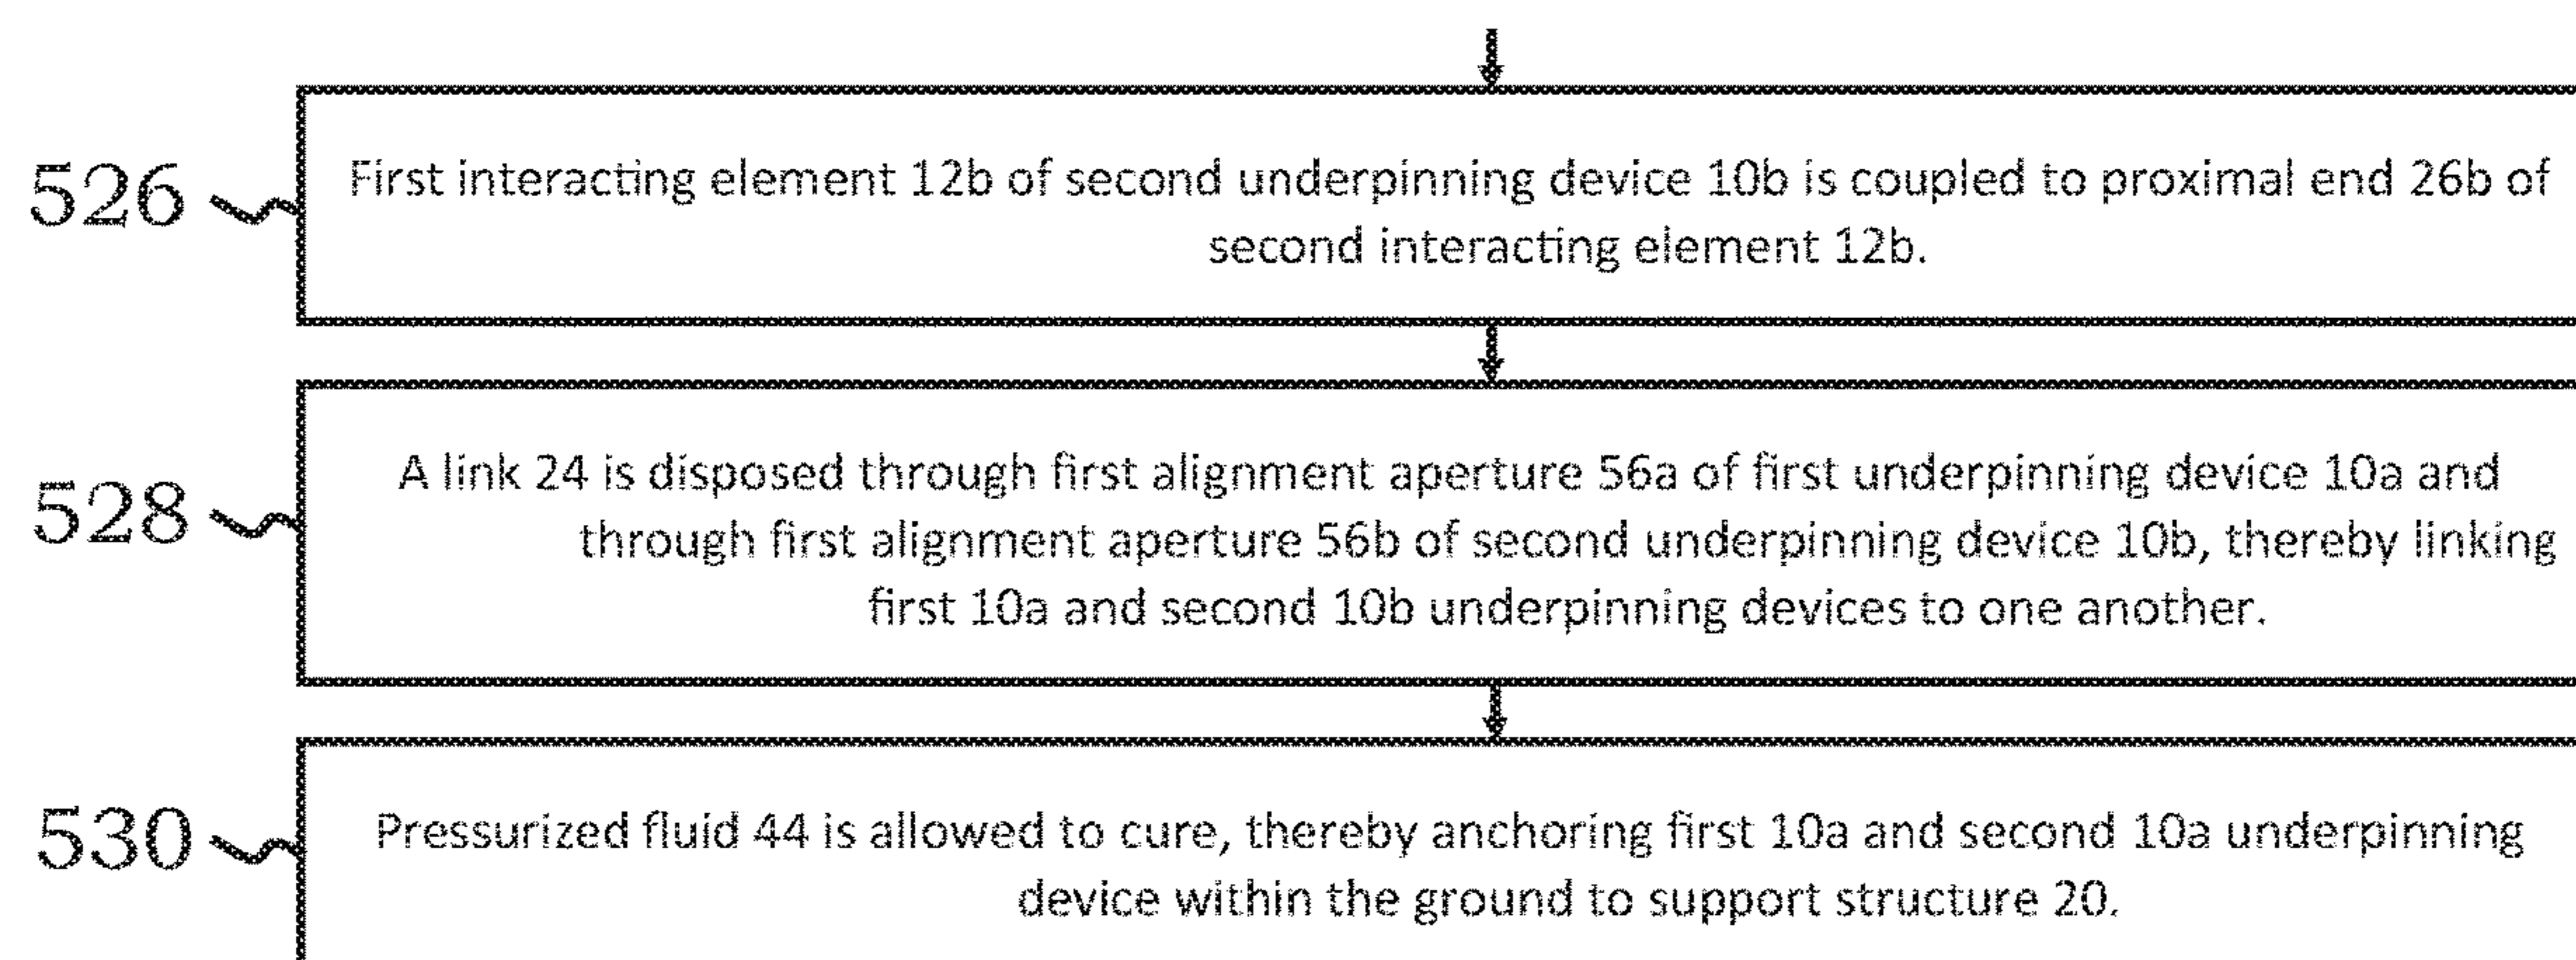 526
First interacting element 12b of second underpinning device 10b is coupled to proximal end 26b of
second interacting element 12b.
528
A link 24 is disposed through first alignment aperture 56a of first underpinning device 10a and
through first alignment aperture 56b of second underpinning device 10b, thereby linking
first 10a and second 10b underpinning devices to one another.
530
Pressurized fluid 44 is allowed to cure, thereby anchoring first 10a and second 10a underpinning
device within the ground to support structure 20.